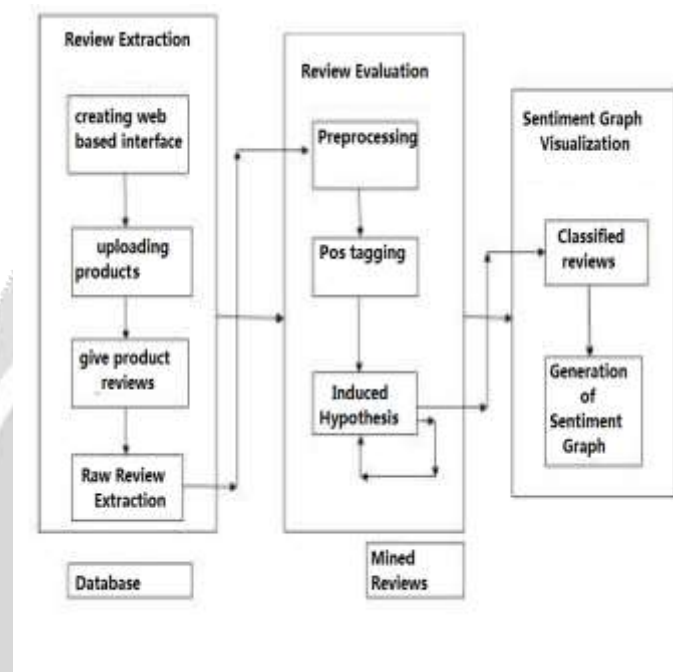 Review Extraction
creating web
based interface
uploading
products
give product
reviews
Raw Review
Extraction
Database
Review Evaluation
Preprocessing
Pos tagging
Induced
Hypothesis
Mined
Reviews
Sentiment Graph
Visualization
Classified
reviews
Generation
of
Sentiment
Graph